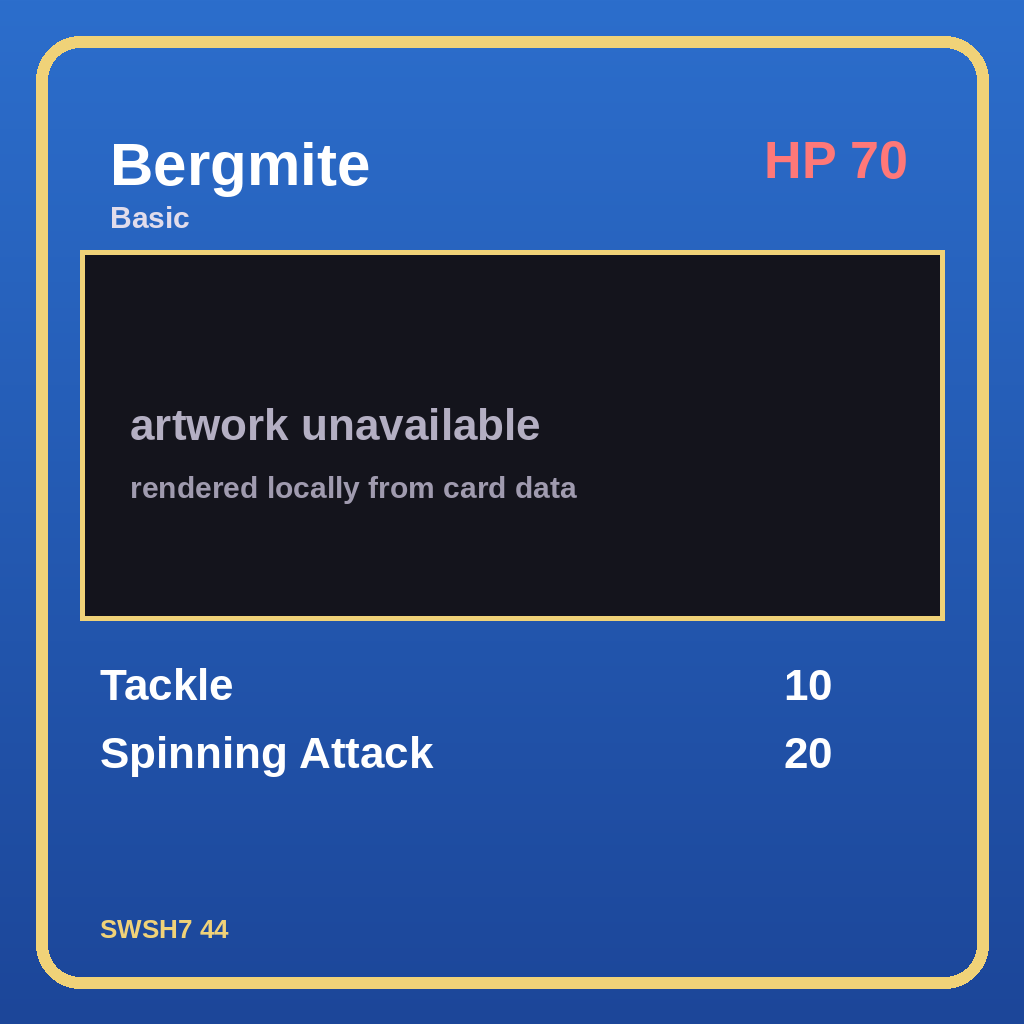 Bergmite
HP 70
Basic
artwork unavailable
rendered locally from card data
Tackle 10
Spinning Attack 20
SWSH7 44